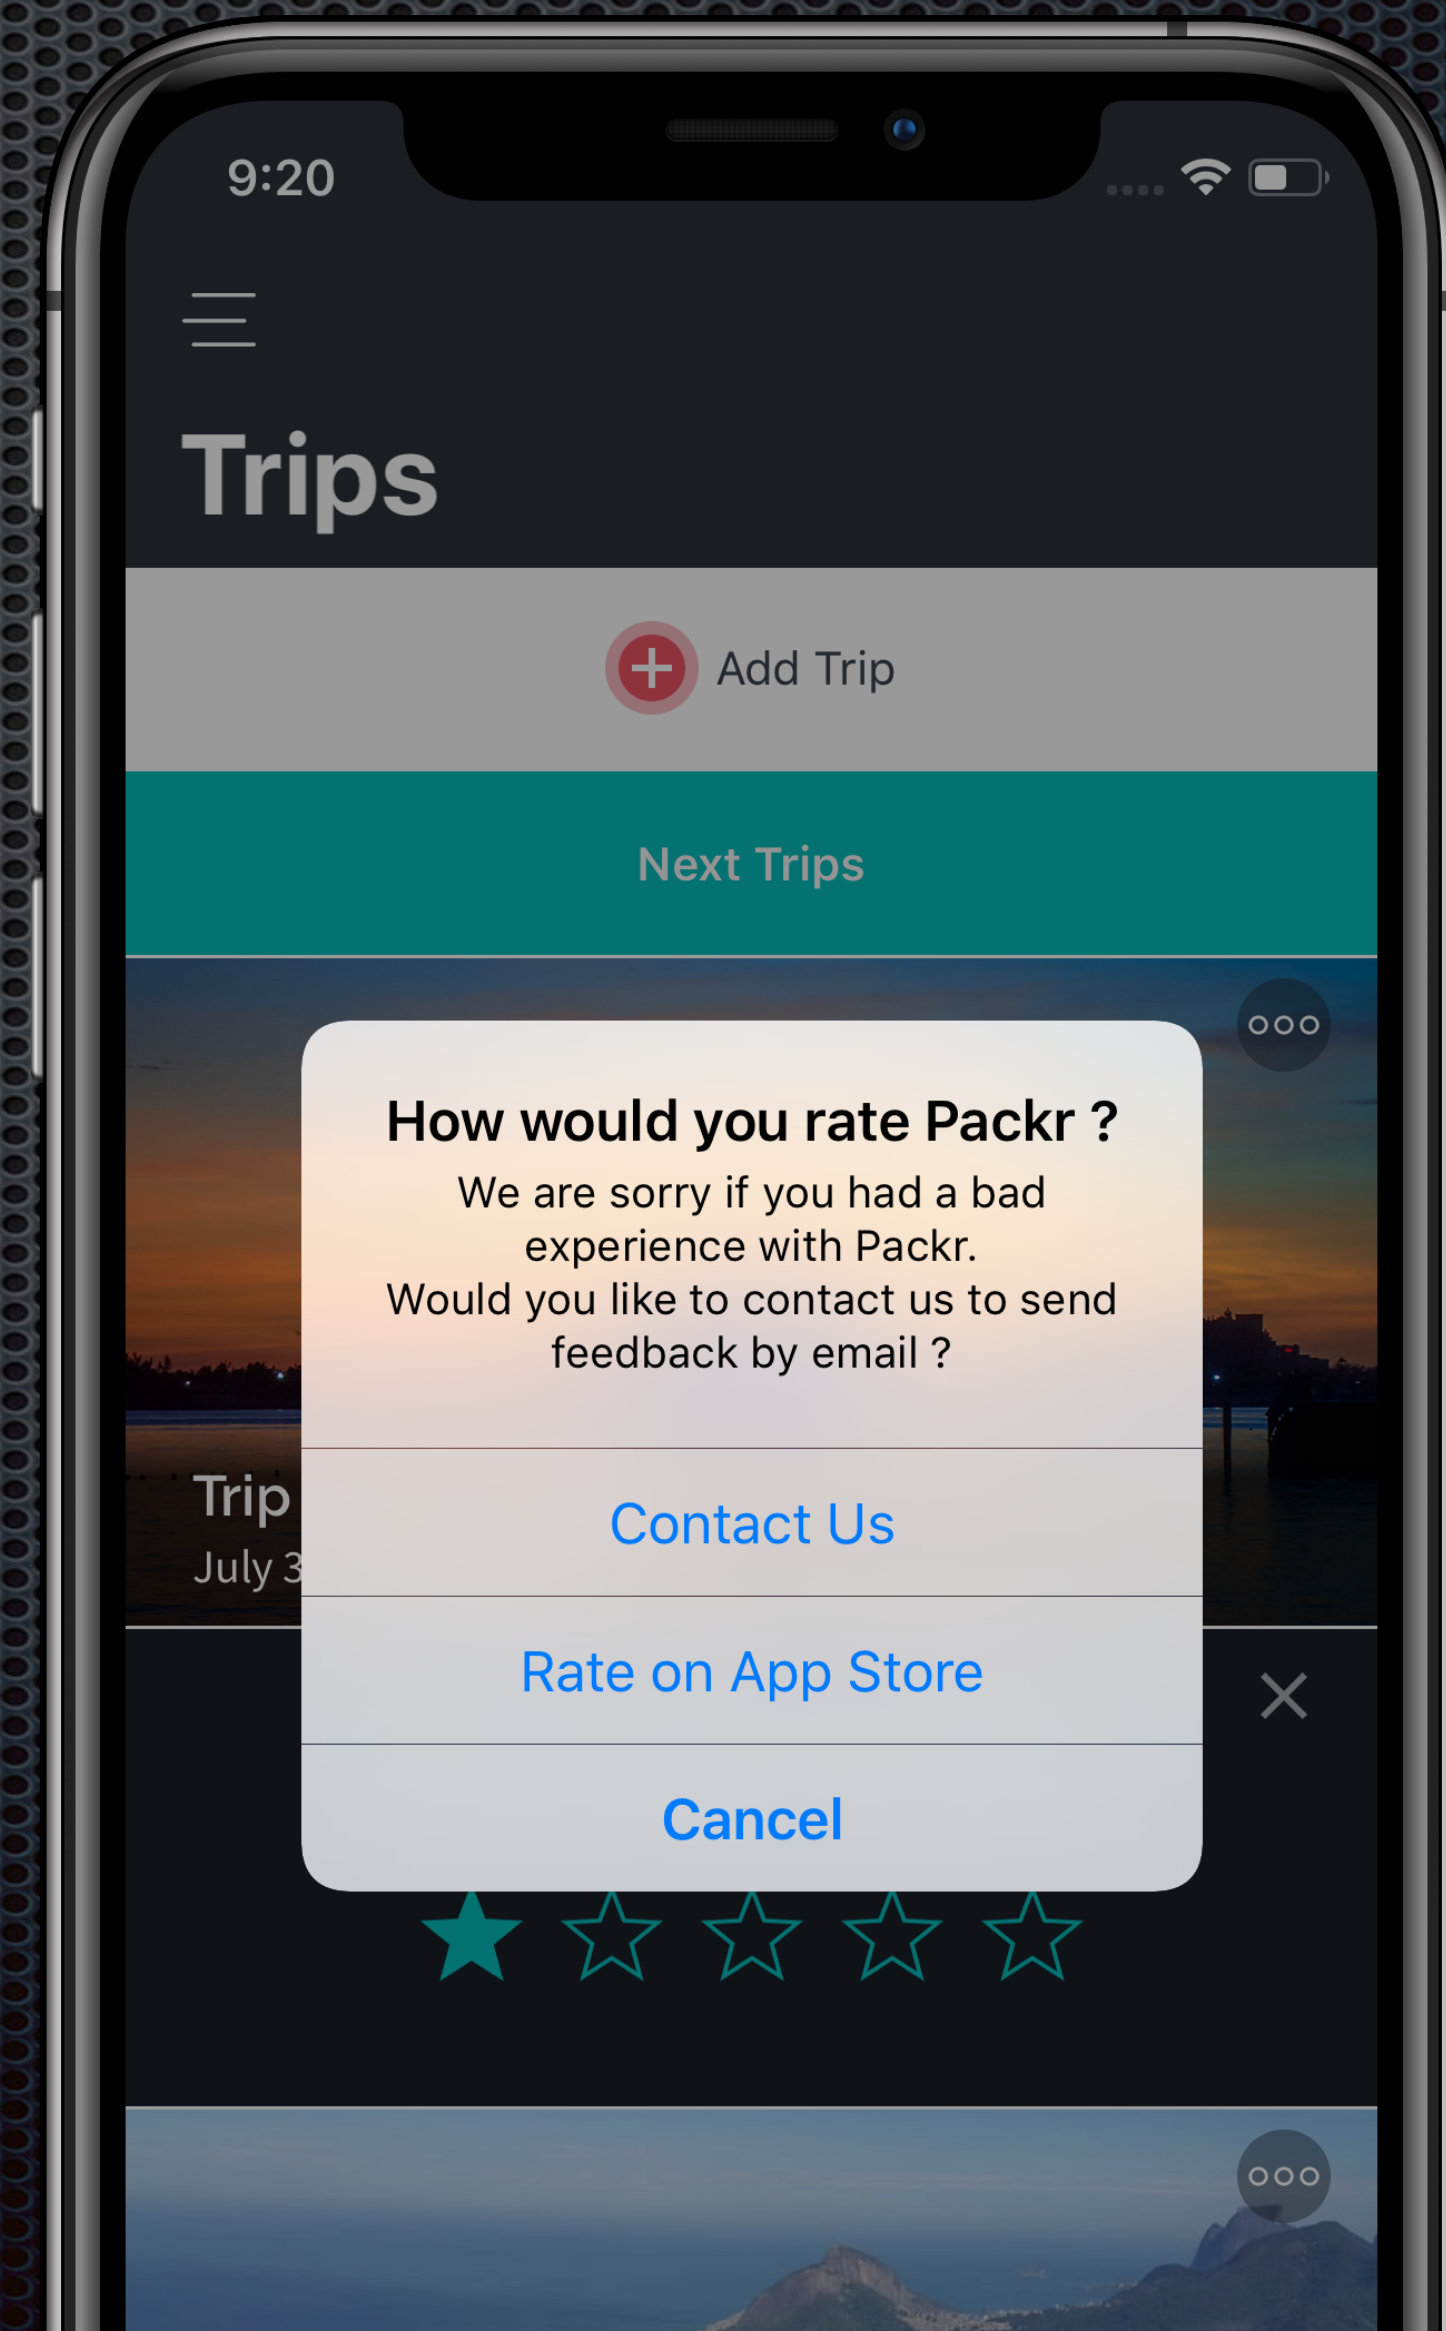 9:20
Trips
Add Trip
Next Trips
How would you rate Packr ?
We are sorry if you had a bad
experience with Packr.
Would you like to contact us to send
feedback by email ?
Contact Us
Trip
July 3
Rate on App Store
Cancel